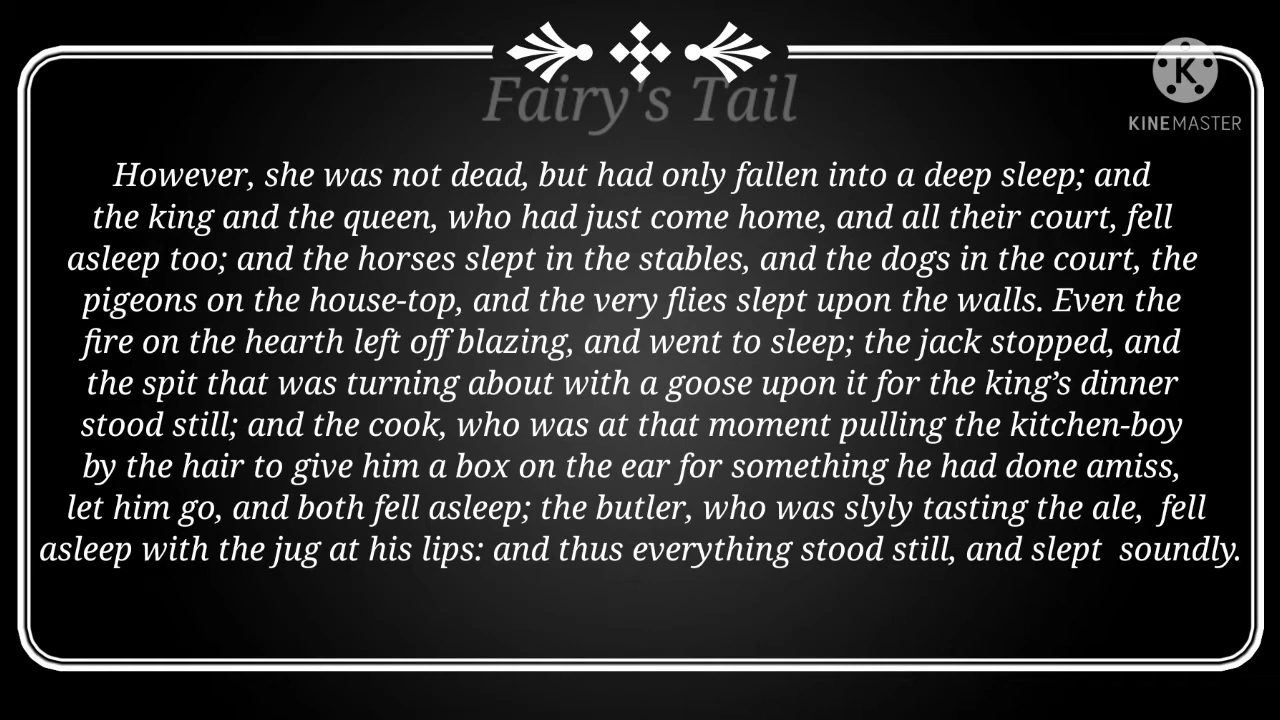 Fairy's Tail
K
KINEMASTER
However, she was not dead, but had only fallen into a deep sleep; and
the king and the queen, who had just come home, and all their court, fell
asleep too; and the horses slept in the stables, and the dogs in the court, the
pigeons on the house-top, and the very flies slept upon the walls. Even the
fire on the hearth left off blazing, and went to sleep; the jack stopped, and
the spit that was turning about with a goose upon it for the king’s dinner
stood still; and the cook, who was at that moment pulling the kitchen-boy
by the hair to give him a box on the ear for something he had done amiss,
let him go, and both fell asleep; the butler, who was slyly tasting the ale,  fell
asleep with the jug at his lips: and thus everything stood still, and slept  soundly.